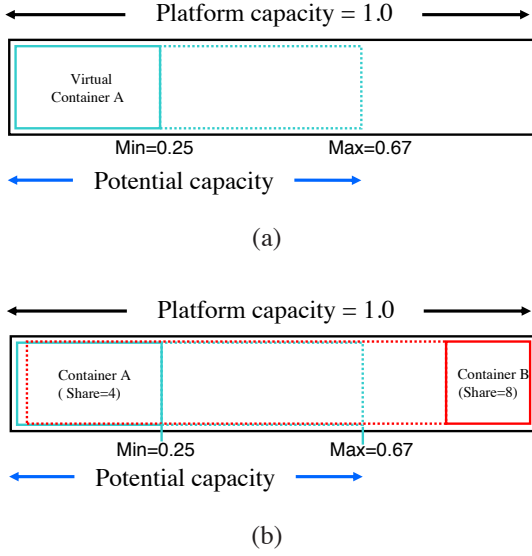 Platform capacity = 1.0
Virtual
Container A
Min=0.25
Max=0.67
Potential capacity
(a)
Platform capacity = 1.0
Container A
( Share=4)
Container B
(Share=8)
Min=0.25
Max=0.67
Potential capacity
(b)